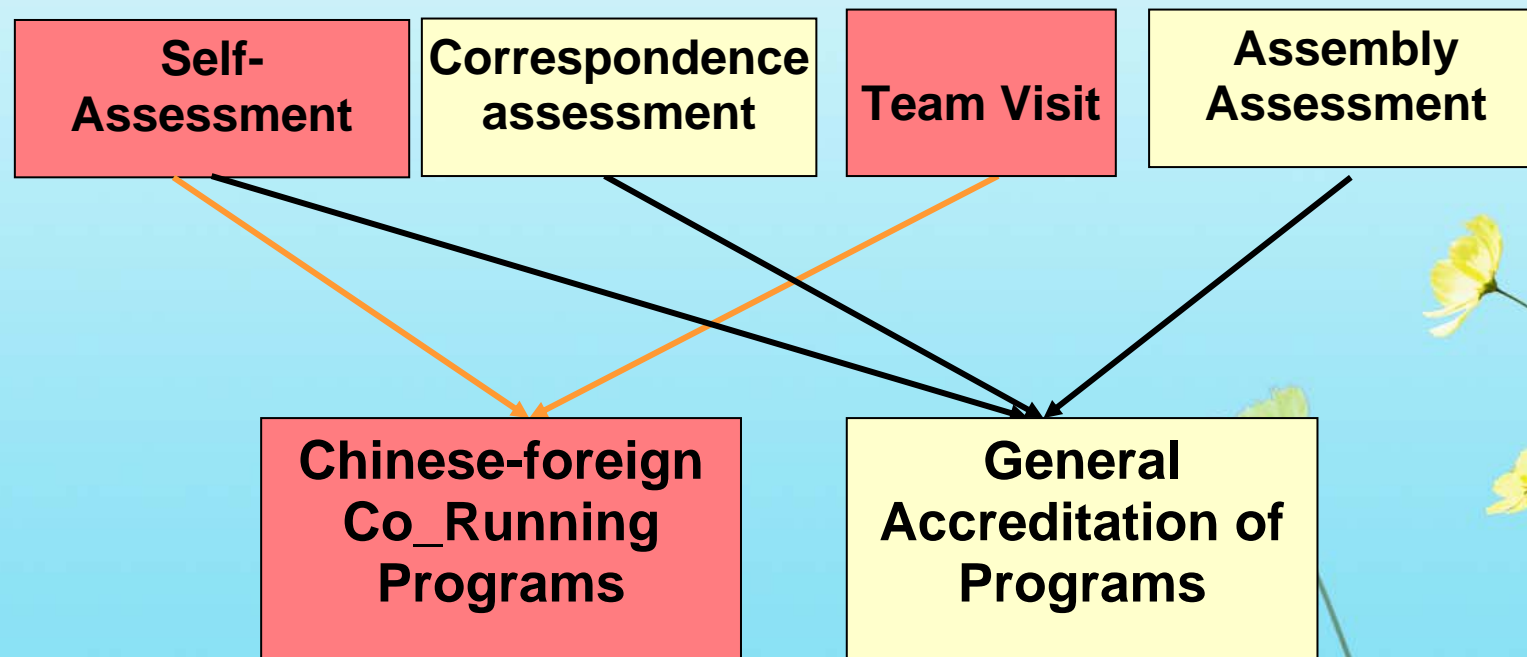 Self-
Assessment
Correspondence
assessment
Team Visit
Assembly
Assessment
Chinese-foreign
Co_Running
Programs
General
Accreditation of
Programs